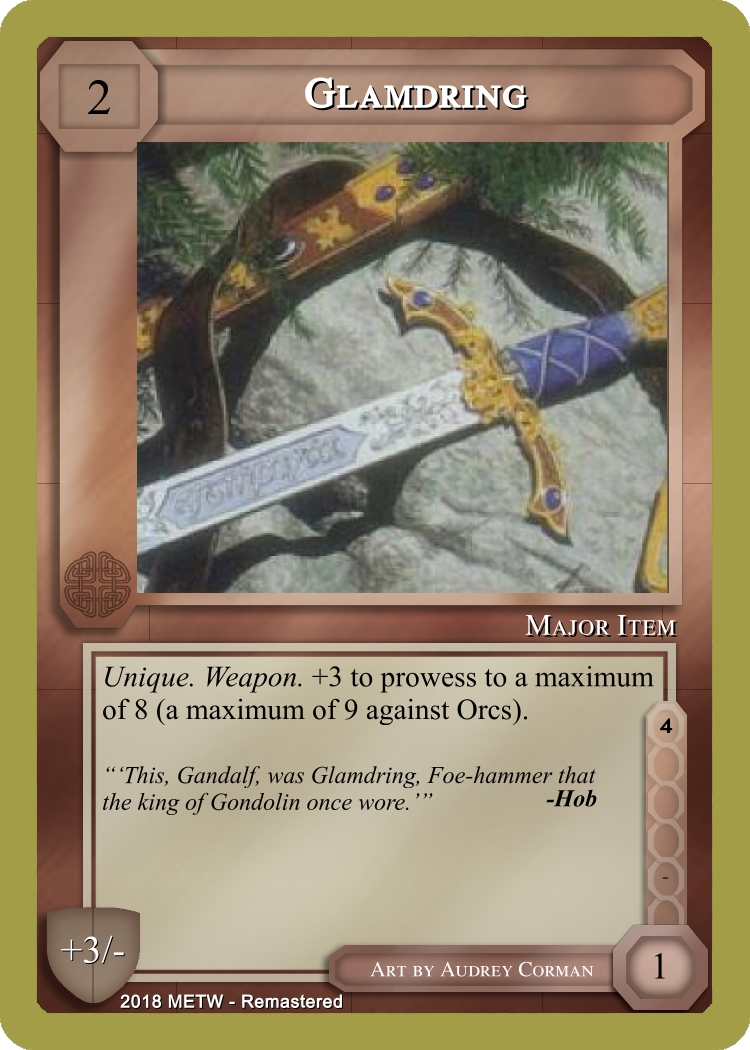 2
GLAMDRING
MAJOR ITEM
Unique. Weapon. +3 to prowess to a maximum
of 8 (a maximum of 9 against Orcs).
4
“‘This, Gandalf, was Glamdring, Foe-hammer that
the king of Gondolin once wore.’” -Hob
-
+3/-
ART BY AUDREY CORMAN
1
2018 METW - Remastered